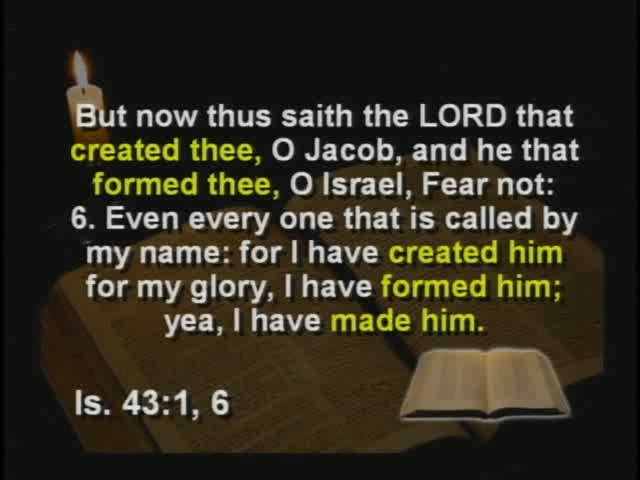 But now thus saith the LORD that
created thee, O Jacob, and he that
formed thee, O Israel, Fear not:
6. Even every one that is called by
my name: for I have created him
for my glory, I have formed him;
yea, I have made him.
Is. 43:1, 6